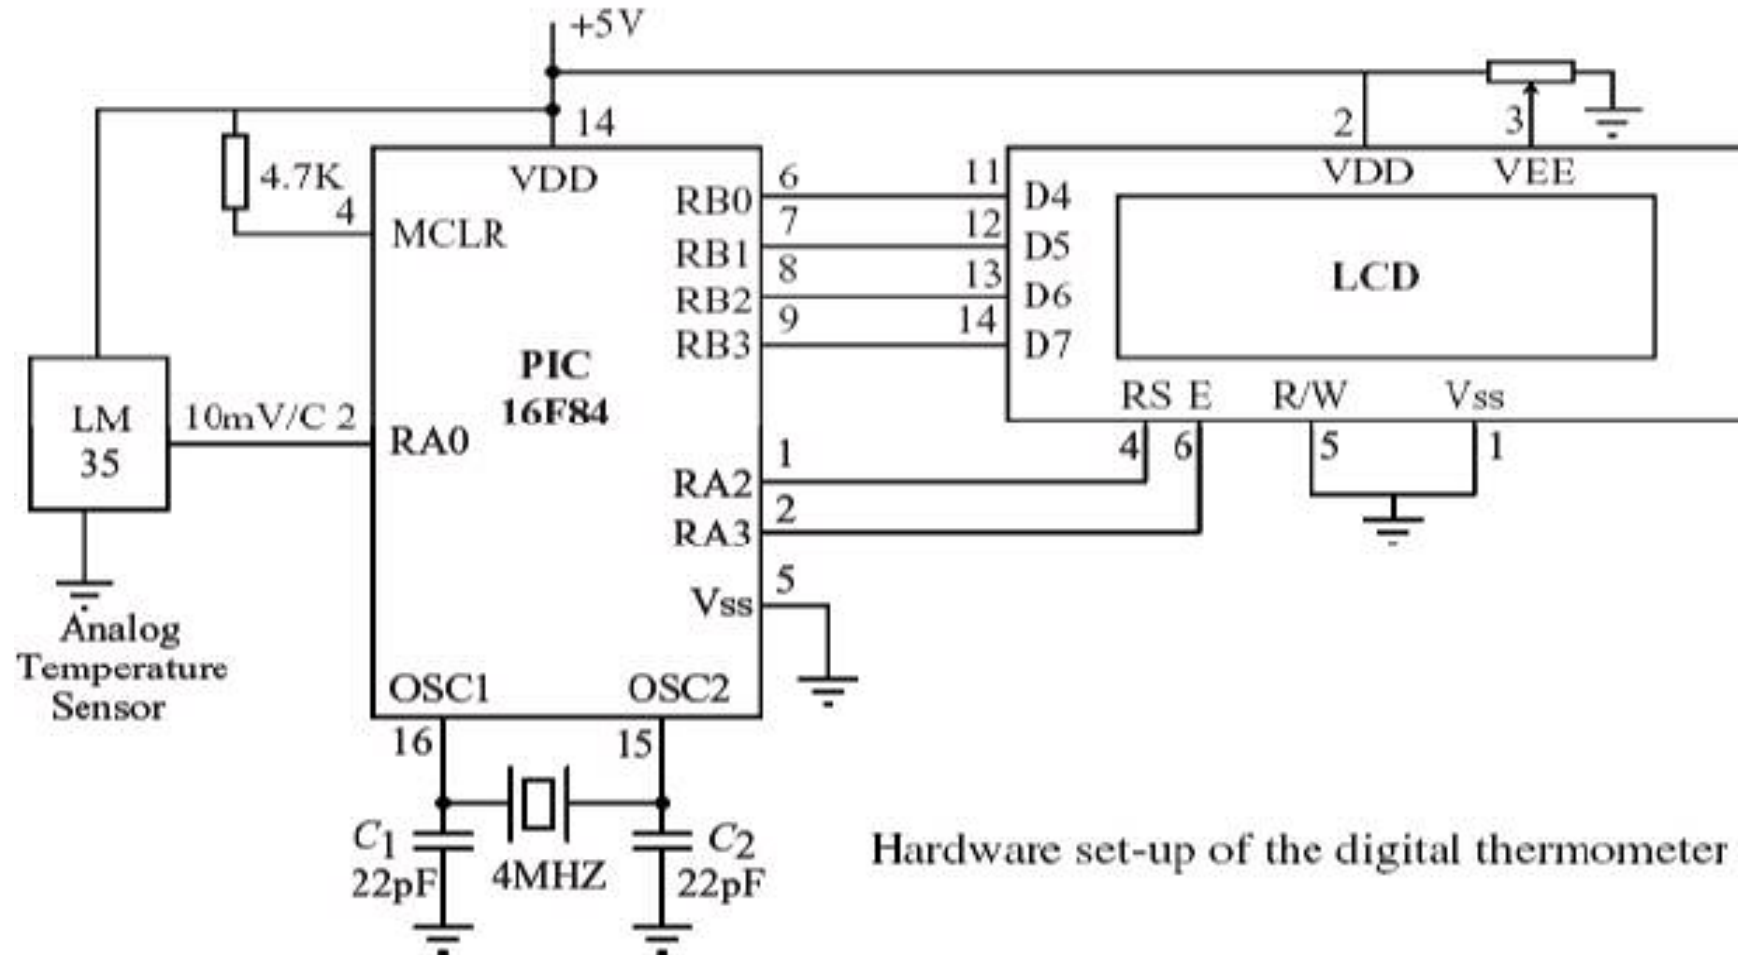 +5V
14
2
3
VDD
4.7K
4
MCLR
RB0
6
11
D4
RB1
7
12
D5
RB2
8
13
D6
RB3
9
14
D7
VDD
VEE
LCD
PIC
16F84
LM
35
10mV/C 2
RA0
RS E
R/W
Vss
4
6
5
1
RA2
1
RA3
2
Vss
5
Analog
Temperature
Sensor
OSC1
OSC2
16
15
C1
22pF
4MHZ
C2
22pF
Hardware set-up of the digital thermometer